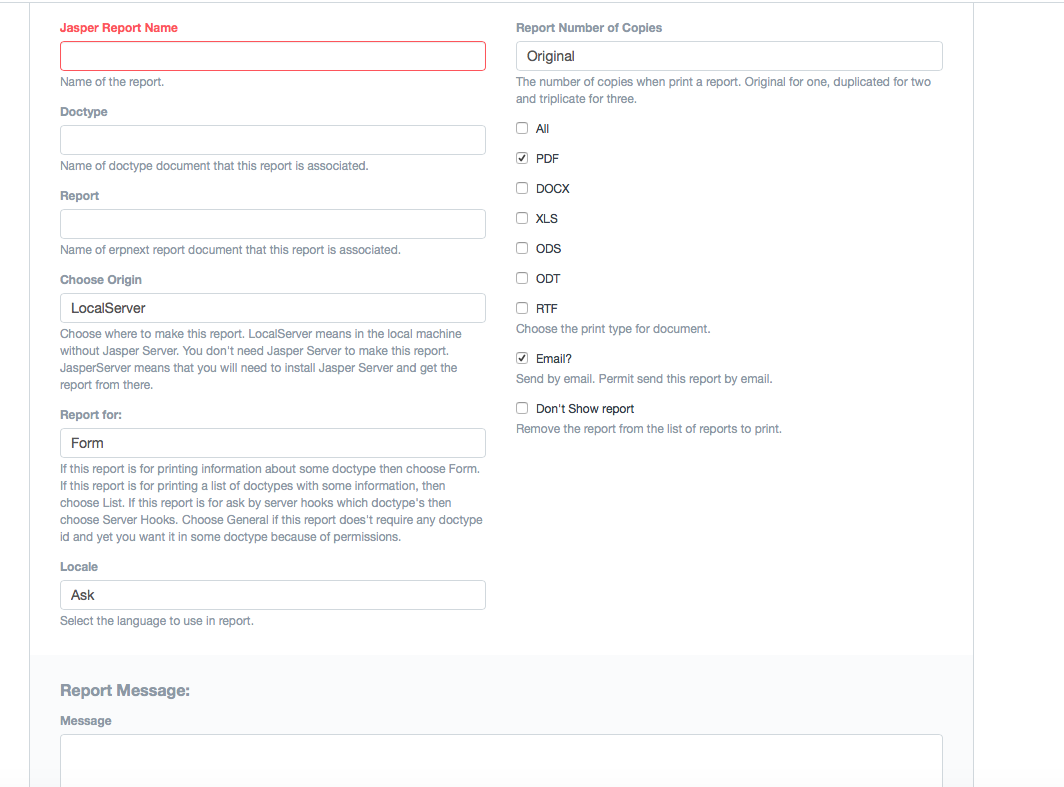 Jasper Report Name
Name of the report.
Doctype
Name of doctype document that this report is associated.
Report
Name of erpnext report document that this report is associated.
Choose Origin
LocalServer
Choose where to make this report. LocalServer means in the local machine
without Jasper Server. You don't need Jasper Server to make this report.
JasperServer means that you will need to install Jasper Server and get the
report from there.
Report for:
Form
If this report is for printing information about some doctype then choose Form.
If this report is for printing a list of doctypes with some information, then
choose List. If this report is for ask by server hooks which doctype's then
choose Server Hooks. Choose General if this report does't require any doctype
id and yet you want it in some doctype because of permissions.
Locale
Ask
Select the language to use in report.
Report Number of Copies
Original
The number of copies when print a report. Original for one, duplicated for two
and triplicate for three.
All
PDF
DOCX
XLS
ODS
ODT
RTF
Choose the print type for document.
Email?
Send by email. Permit send this report by email.
Don't Show report
Remove the report from the list of reports to print.
Report Message:
Message